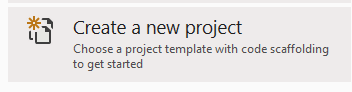 Create a new project
Choose a project template with code scaffolding
to get started